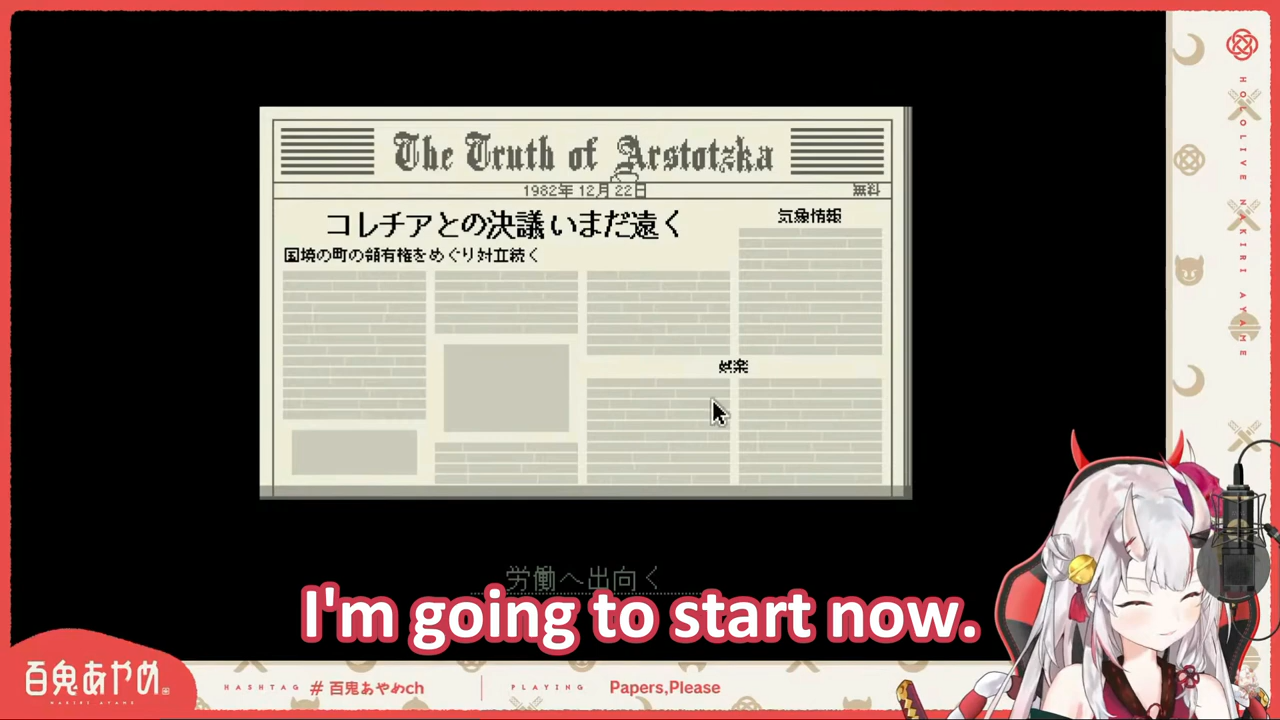 The Truth of Arstotzka
1982年 12月 22日
無料
コレチアとの決議 いまだ遠く
国境の町の領有権をめぐり対立続く
気象情報
娯楽
労働へ出向く
I'm going to start now.
百鬼あやめch
NAKIRI AYAME
HASHTAG # 百鬼あやめch
PLAYING Papers,Please
HOLOLIVE NAKIRI AYAME